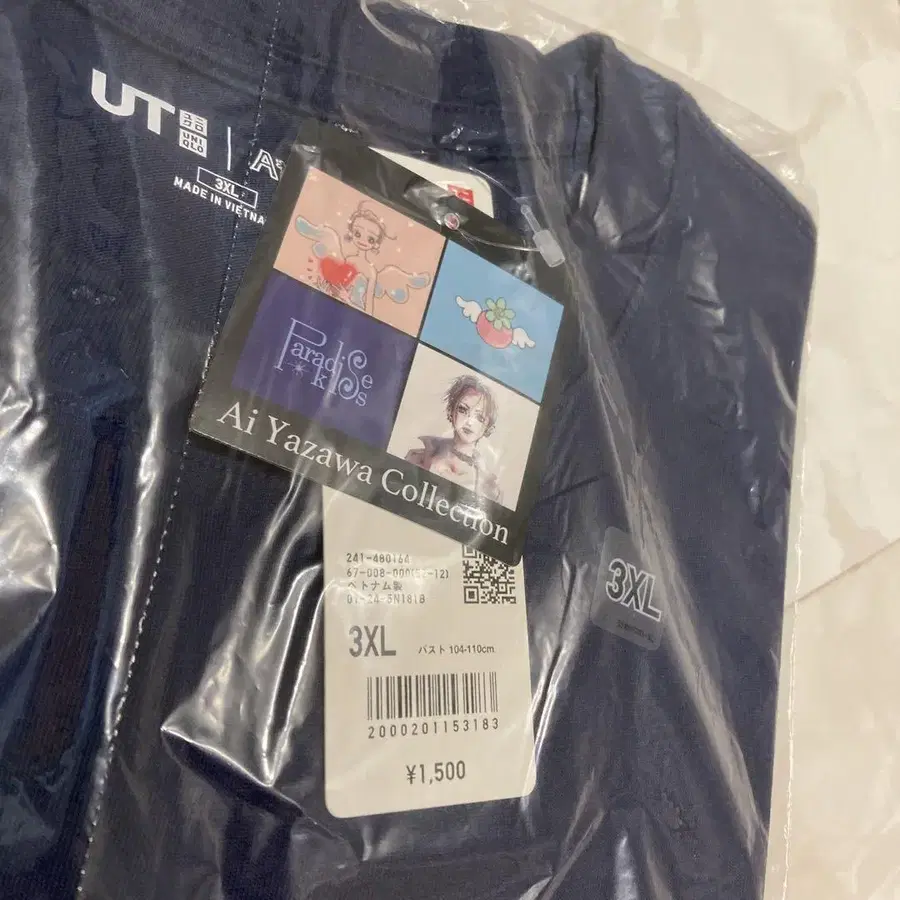 UT
UNI
QLO
3XL
MADE IN VIETNA
ParadiSe
kiSs
Ai Yazawa Collection
241-480164
ベトナム製
3XL
バスト 104-110cm
2000201153183
¥1,500
3XL